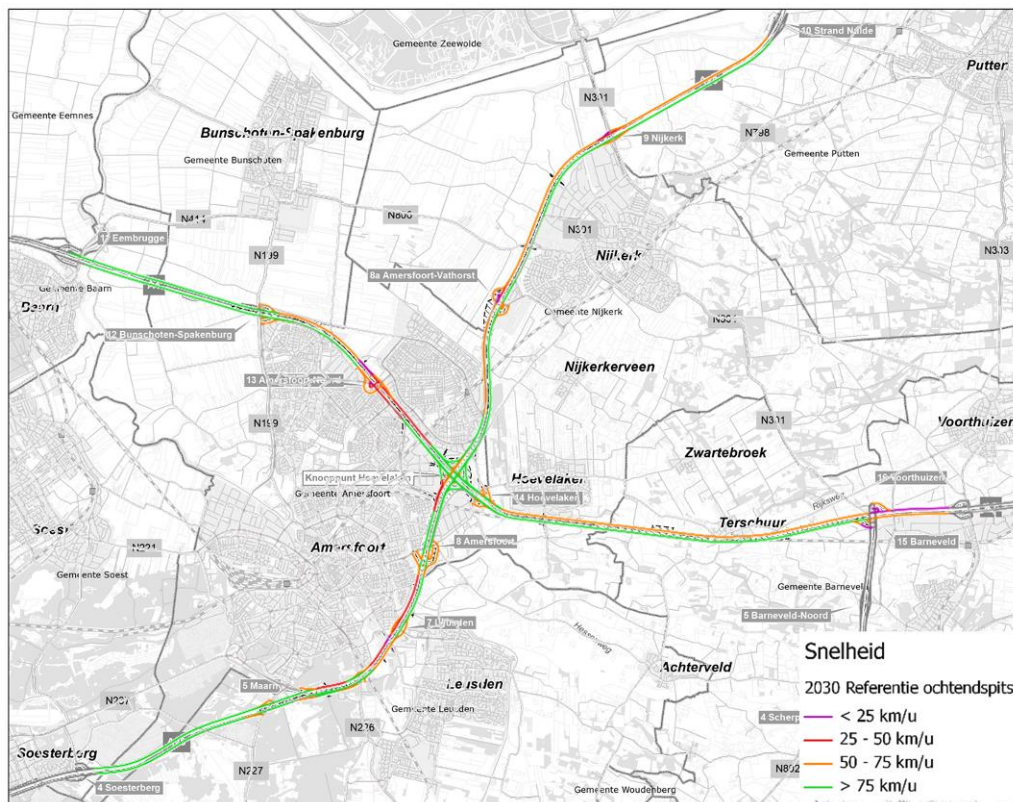 Gemeente Zeewolde
10 Strand Nulde
Putten
Gemeente Eemnes
N301
Bunschoten-Spakenburg
9 Nijkerk
N798
Gemeente Putten
Gemeente Bunschoten
N806
N301
N199
Nijkerk
N303
Eembrugge
8a Amersfoort-Vathorst
Gemeente Baarn
Baarn
Gemeente Nijkerk
12 Bunschoten-Spakenburg
N301
Nijkerkerveen
13 Amersfoort-Noord
N199
N301
Voorthuizen
Zwartebroek
Knooppunt Hoevelaken
Hoevelaken
16 Voorthuizen
Gemeente Amersfoort
14 Hoevelaken
Rijksweg
Terschuur
Soest
N221
Amersfoort
8 Amersfoort
15 Barneveld
Gemeente Soest
Gemeente Barneveld
5 Barneveld-Noord
7 Leusden
Hessenweg
Achterveld
5 Maarn
Leusden
N237
Gemeente Leusden
N226
4 Scherp
Soesterberg
N227
N802
4 Soesterberg
Gemeente Woudenberg
Snelheid
2030 Referentie ochtendspits
< 25 km/u
25 - 50 km/u
50 - 75 km/u
> 75 km/u